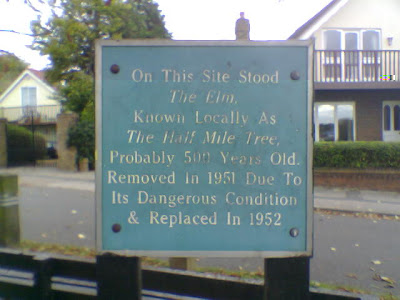 On This Site Stood
The Elm,
Known Locally As
The Half Mile Tree,
Probably 500 Years Old.
Removed In 1951 Due To
Its Dangerous Condition
& Replaced In 1952